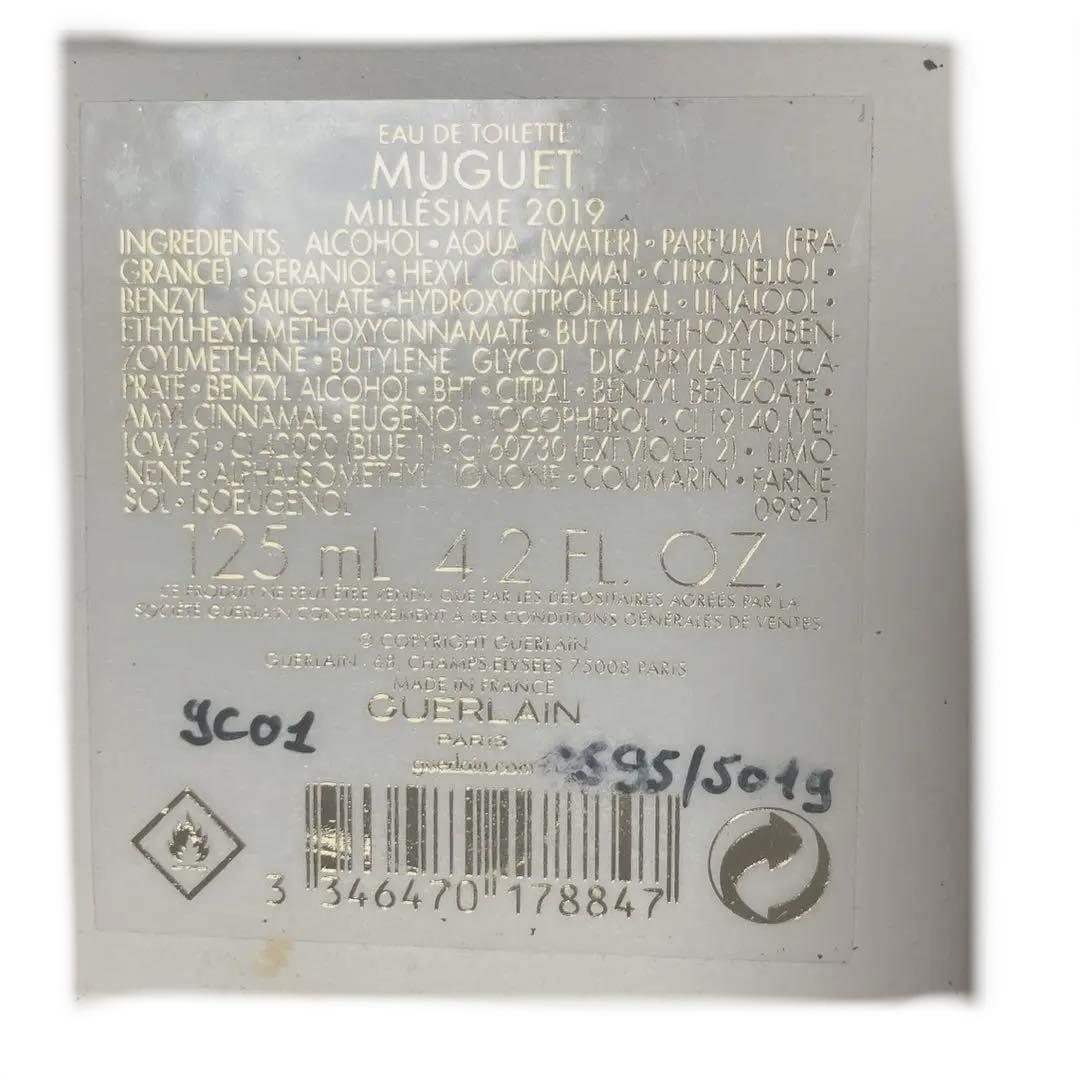 EAU DE TOILETTE
MUGUET
MILLÉSIME 2019
INGREDIENTS: ALCOHOL • AQUA (WATER) • PARFUM (FRA-
GRANCE) • GERANIOL • HEXYL CINNAMAL • CITRONELLOL •
BENZYL SALICYLATE • HYDROXYCITRONELLAL • LINALOOL •
ETHYLHEXYL METHOXYCINNAMATE • BUTYL METHOXYDIBEN-
ZOYLMETHANE • BUTYLENE GLYCOL DICAPRYLATE/DICA-
PRATE • BENZYL ALCOHOL • BHT • CITRAL • BENZYL BENZOATE •
AMYL CINNAMAL • EUGENOL • TOCOPHEROL • CI 19140 (YEL-
LOW 5) • CI 42090 (BLUE 1) • CI 60730 (EXT VIOLET 2) • LIMO-
NENE • ALPHA-ISOMETHYL IONONE • COUMARIN • FARNE-
SOL • ISOEUGENOL 09821
125 mL 4.2 FL. OZ.
CE PRODUIT NE PEUT ÊTRE VENDU QUE PAR LES DÉPOSITAIRES AGRÉÉS PAR LA
SOCIÉTÉ GUERLAIN CONFORMÉMENT A SES CONDITIONS GÉNÉRALES DE VENTES
© COPYRIGHT GUERLAIN
GUERLAIN . 68, CHAMPS-ELYSEES 75008 PARIS
MADE IN FRANCE
GUERLAIN
PARIS
guerlain.com
9C01
595/5019
3 346470 178847